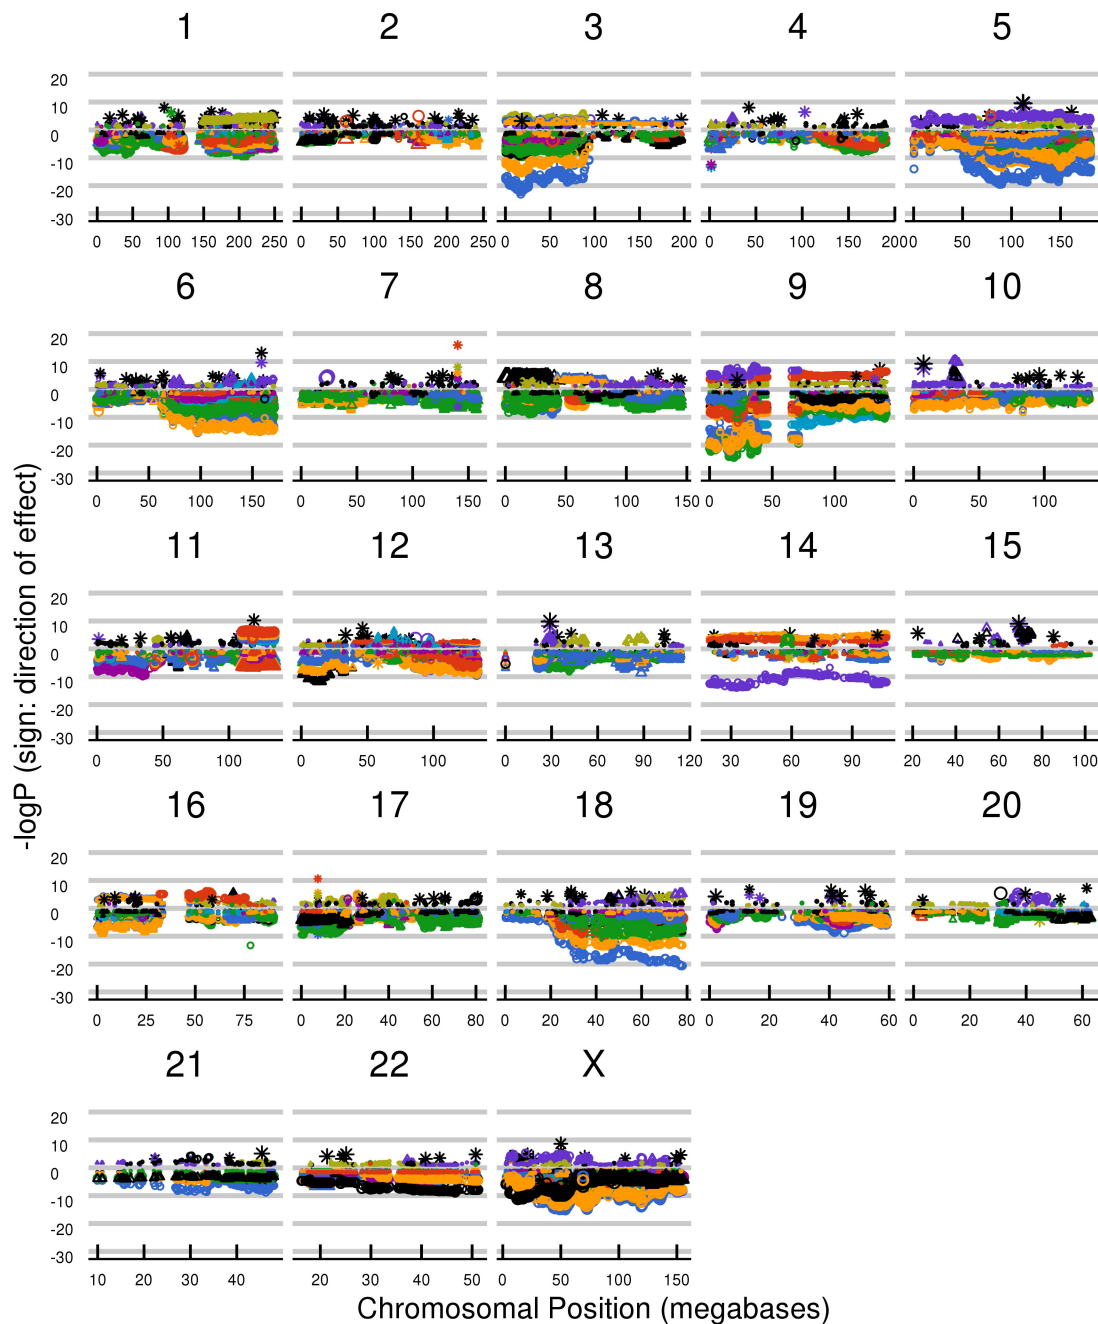 1 2 3 4 5
20
10
0
-10
-20
-30
0 50 100 150 200 250 0 50 100 150 200 250 0 50 100 150 200 0 50 100 150 200 0 50 100 150
6 7 8 9 10
20
10
0
-10
-20
-30
0 50 100 150 0 50 100 150 0 50 100 150 0 50 100 0 50 100
11 12 13 14 15
20
10
0
-10
-20
-30
0 50 100 0 50 100 0 30 60 90 120 30 60 90 20 40 60 80 100
16 17 18 19 20
20
10
0
-10
-20
-30
0 25 50 75 0 20 40 60 80 0 20 40 60 80 0 20 40 60 0 20 40 60
21 22 X
20
10
0
-10
-20
-30
10 20 30 40 20 30 40 50 0 50 100 150
-logP (sign: direction of effect)
Chromosomal Position (megabases)